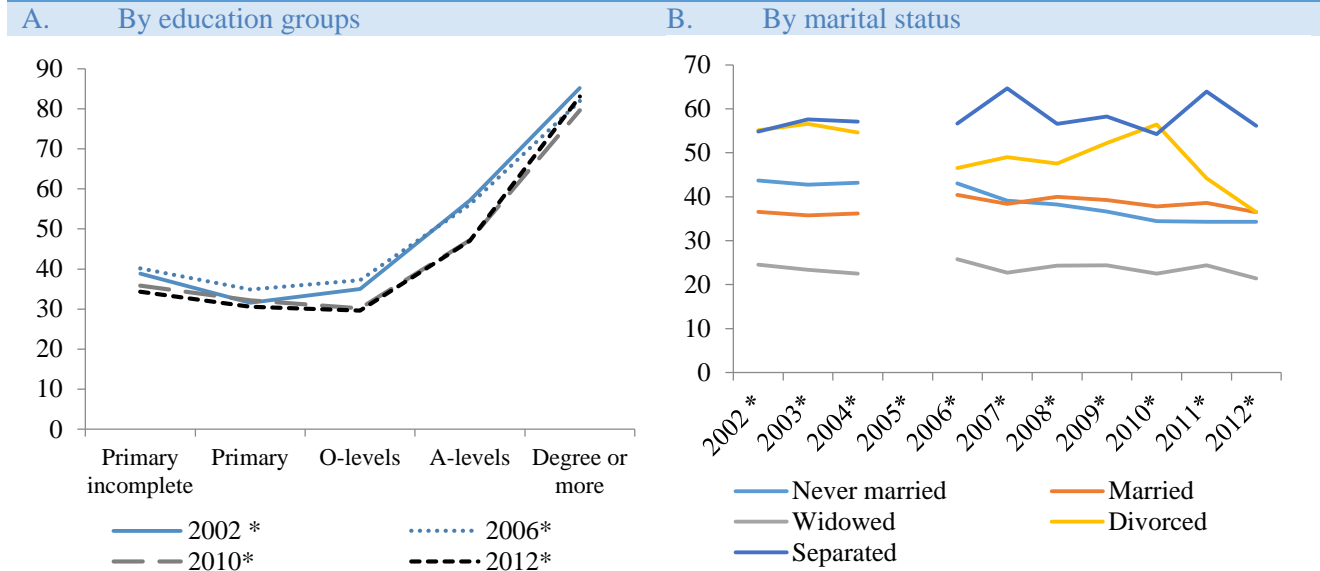 A. By education groups
90
80
70
60
50
40
30
20
10
0
Primary incomplete
Primary
O-levels
A-levels
Degree or more
2002 *
2006*
2010*
2012*
B. By marital status
70
60
50
40
30
20
10
0
2002 *
2003*
2004*
2005*
2006*
2007*
2008*
2009*
2010*
2011*
2012*
Never married
Married
Widowed
Divorced
Separated